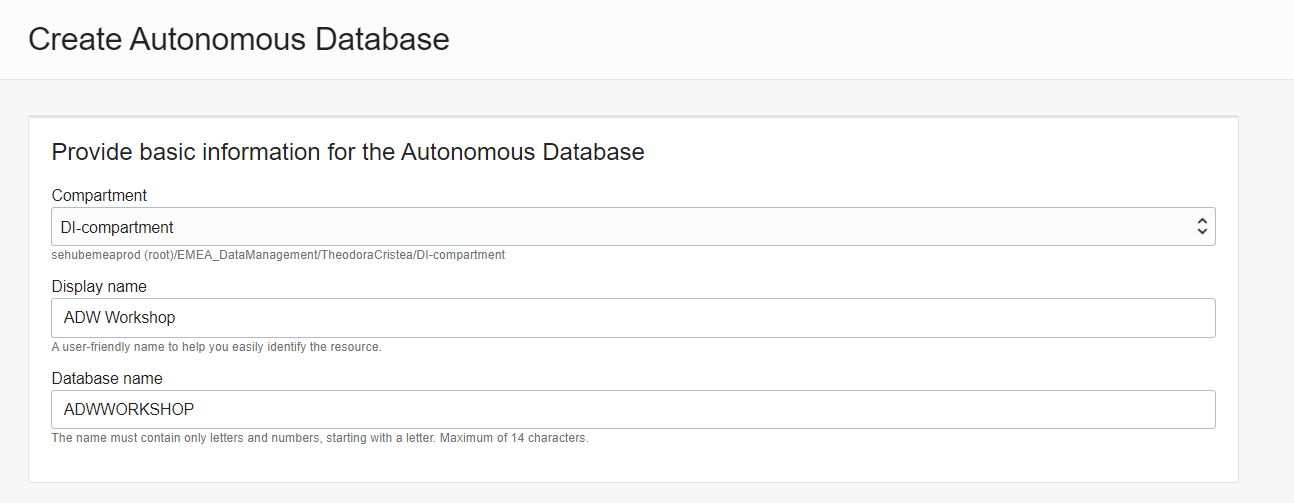 Create Autonomous Database
Provide basic information for the Autonomous Database
Compartment
DI-compartment
sehubemeaprod (root)/EMEA_DataManagement/TheodoraCristea/DI-compartment
Display name
ADW Workshop
A user-friendly name to help you easily identify the resource.
Database name
ADWWORKSHOP
The name must contain only letters and numbers, starting with a letter. Maximum of 14 characters.